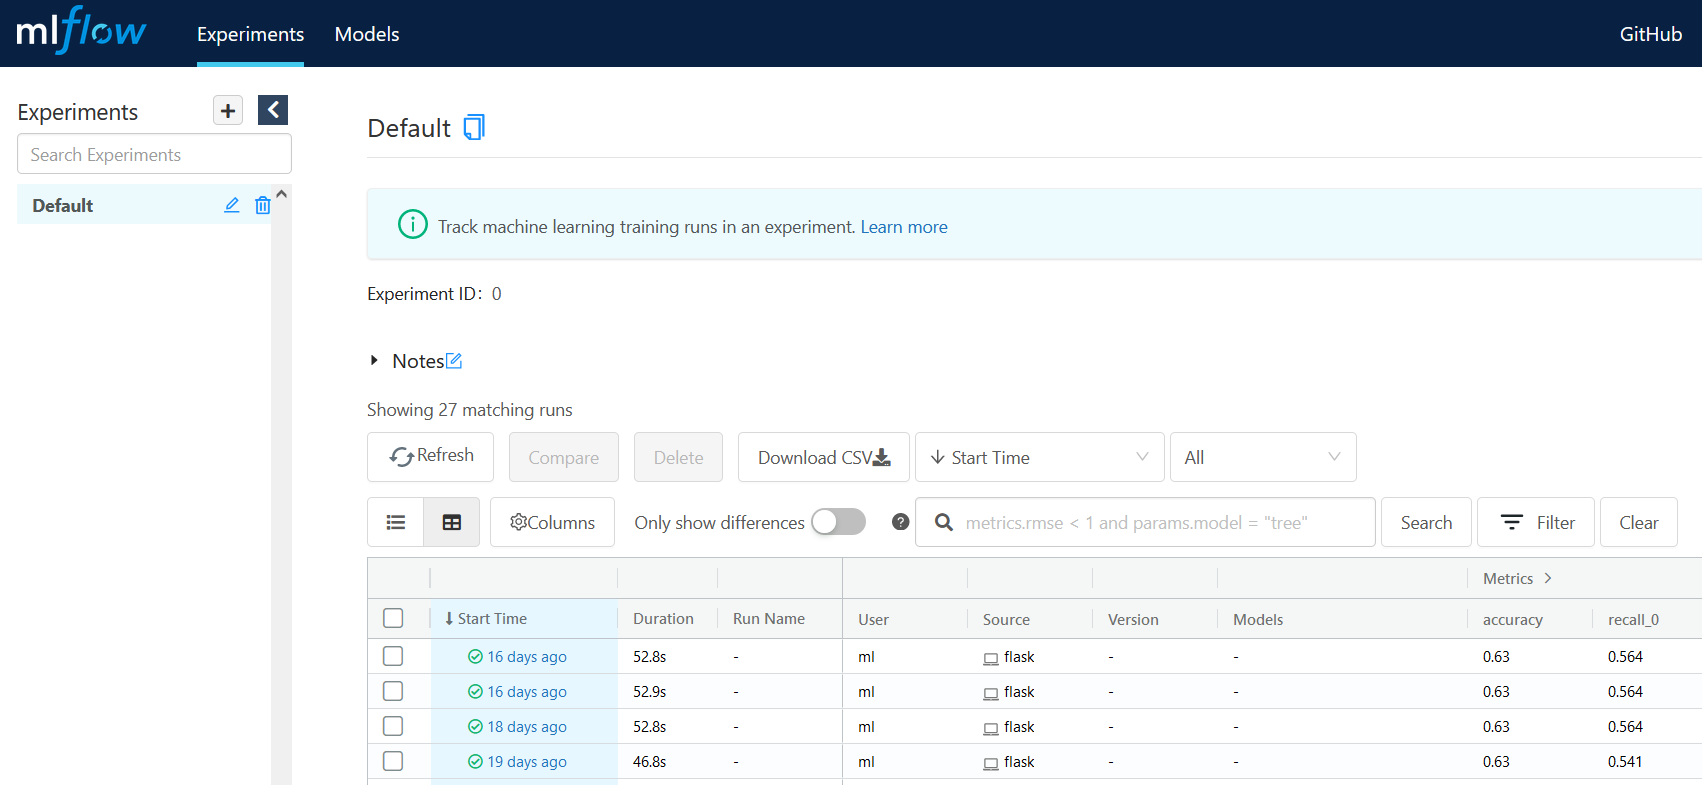 mlflow Experiments Models GitHub
Experiments
Search Experiments
Default
Default
Track machine learning training runs in an experiment. Learn more
Experiment ID: 0
Notes
Showing 27 matching runs
Refresh Compare Delete Download CSV Start Time All
Columns Only show differences metrics.rmse < 1 and params.model = "tree" Search Filter Clear
Metrics
Start Time Duration Run Name User Source Version Models accuracy recall_0
16 days ago 52.8s - ml flask - - 0.63 0.564
16 days ago 52.9s - ml flask - - 0.63 0.564
18 days ago 52.8s - ml flask - - 0.63 0.564
19 days ago 46.8s - ml flask - - 0.63 0.541